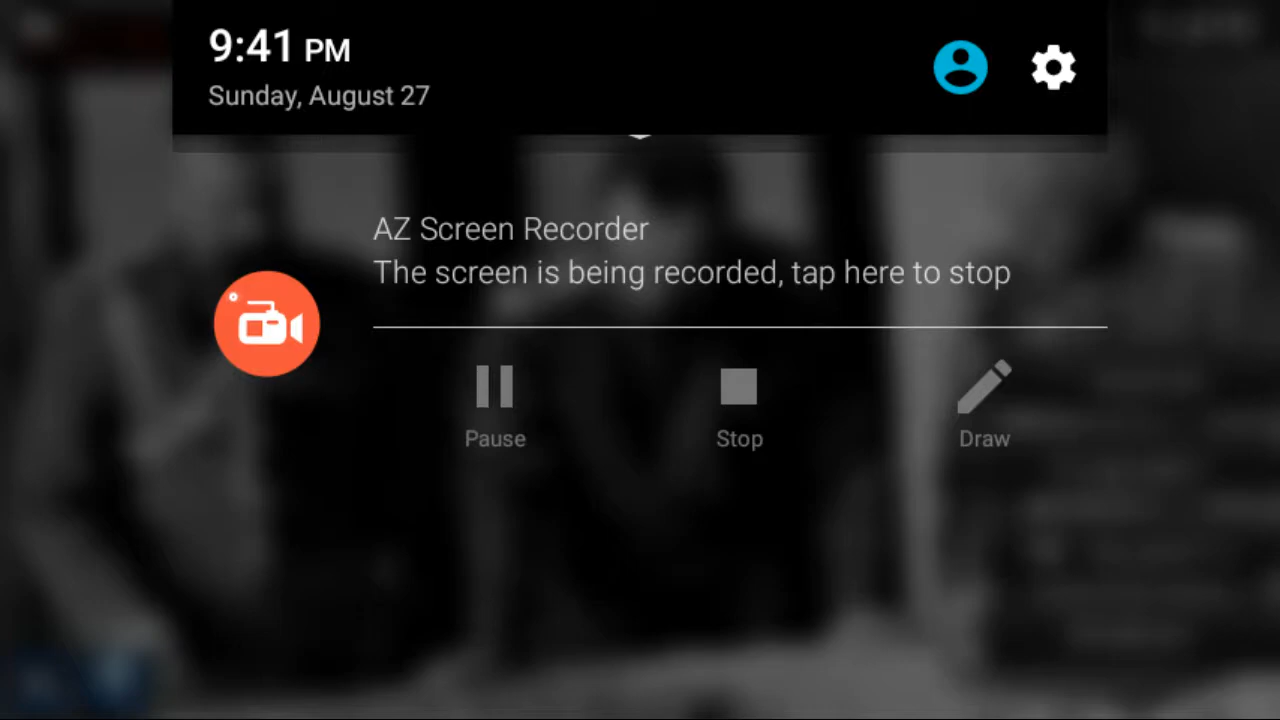 9:41 PM
Sunday, August 27
AZ Screen Recorder
The screen is being recorded, tap here to stop
Pause
Stop
Draw